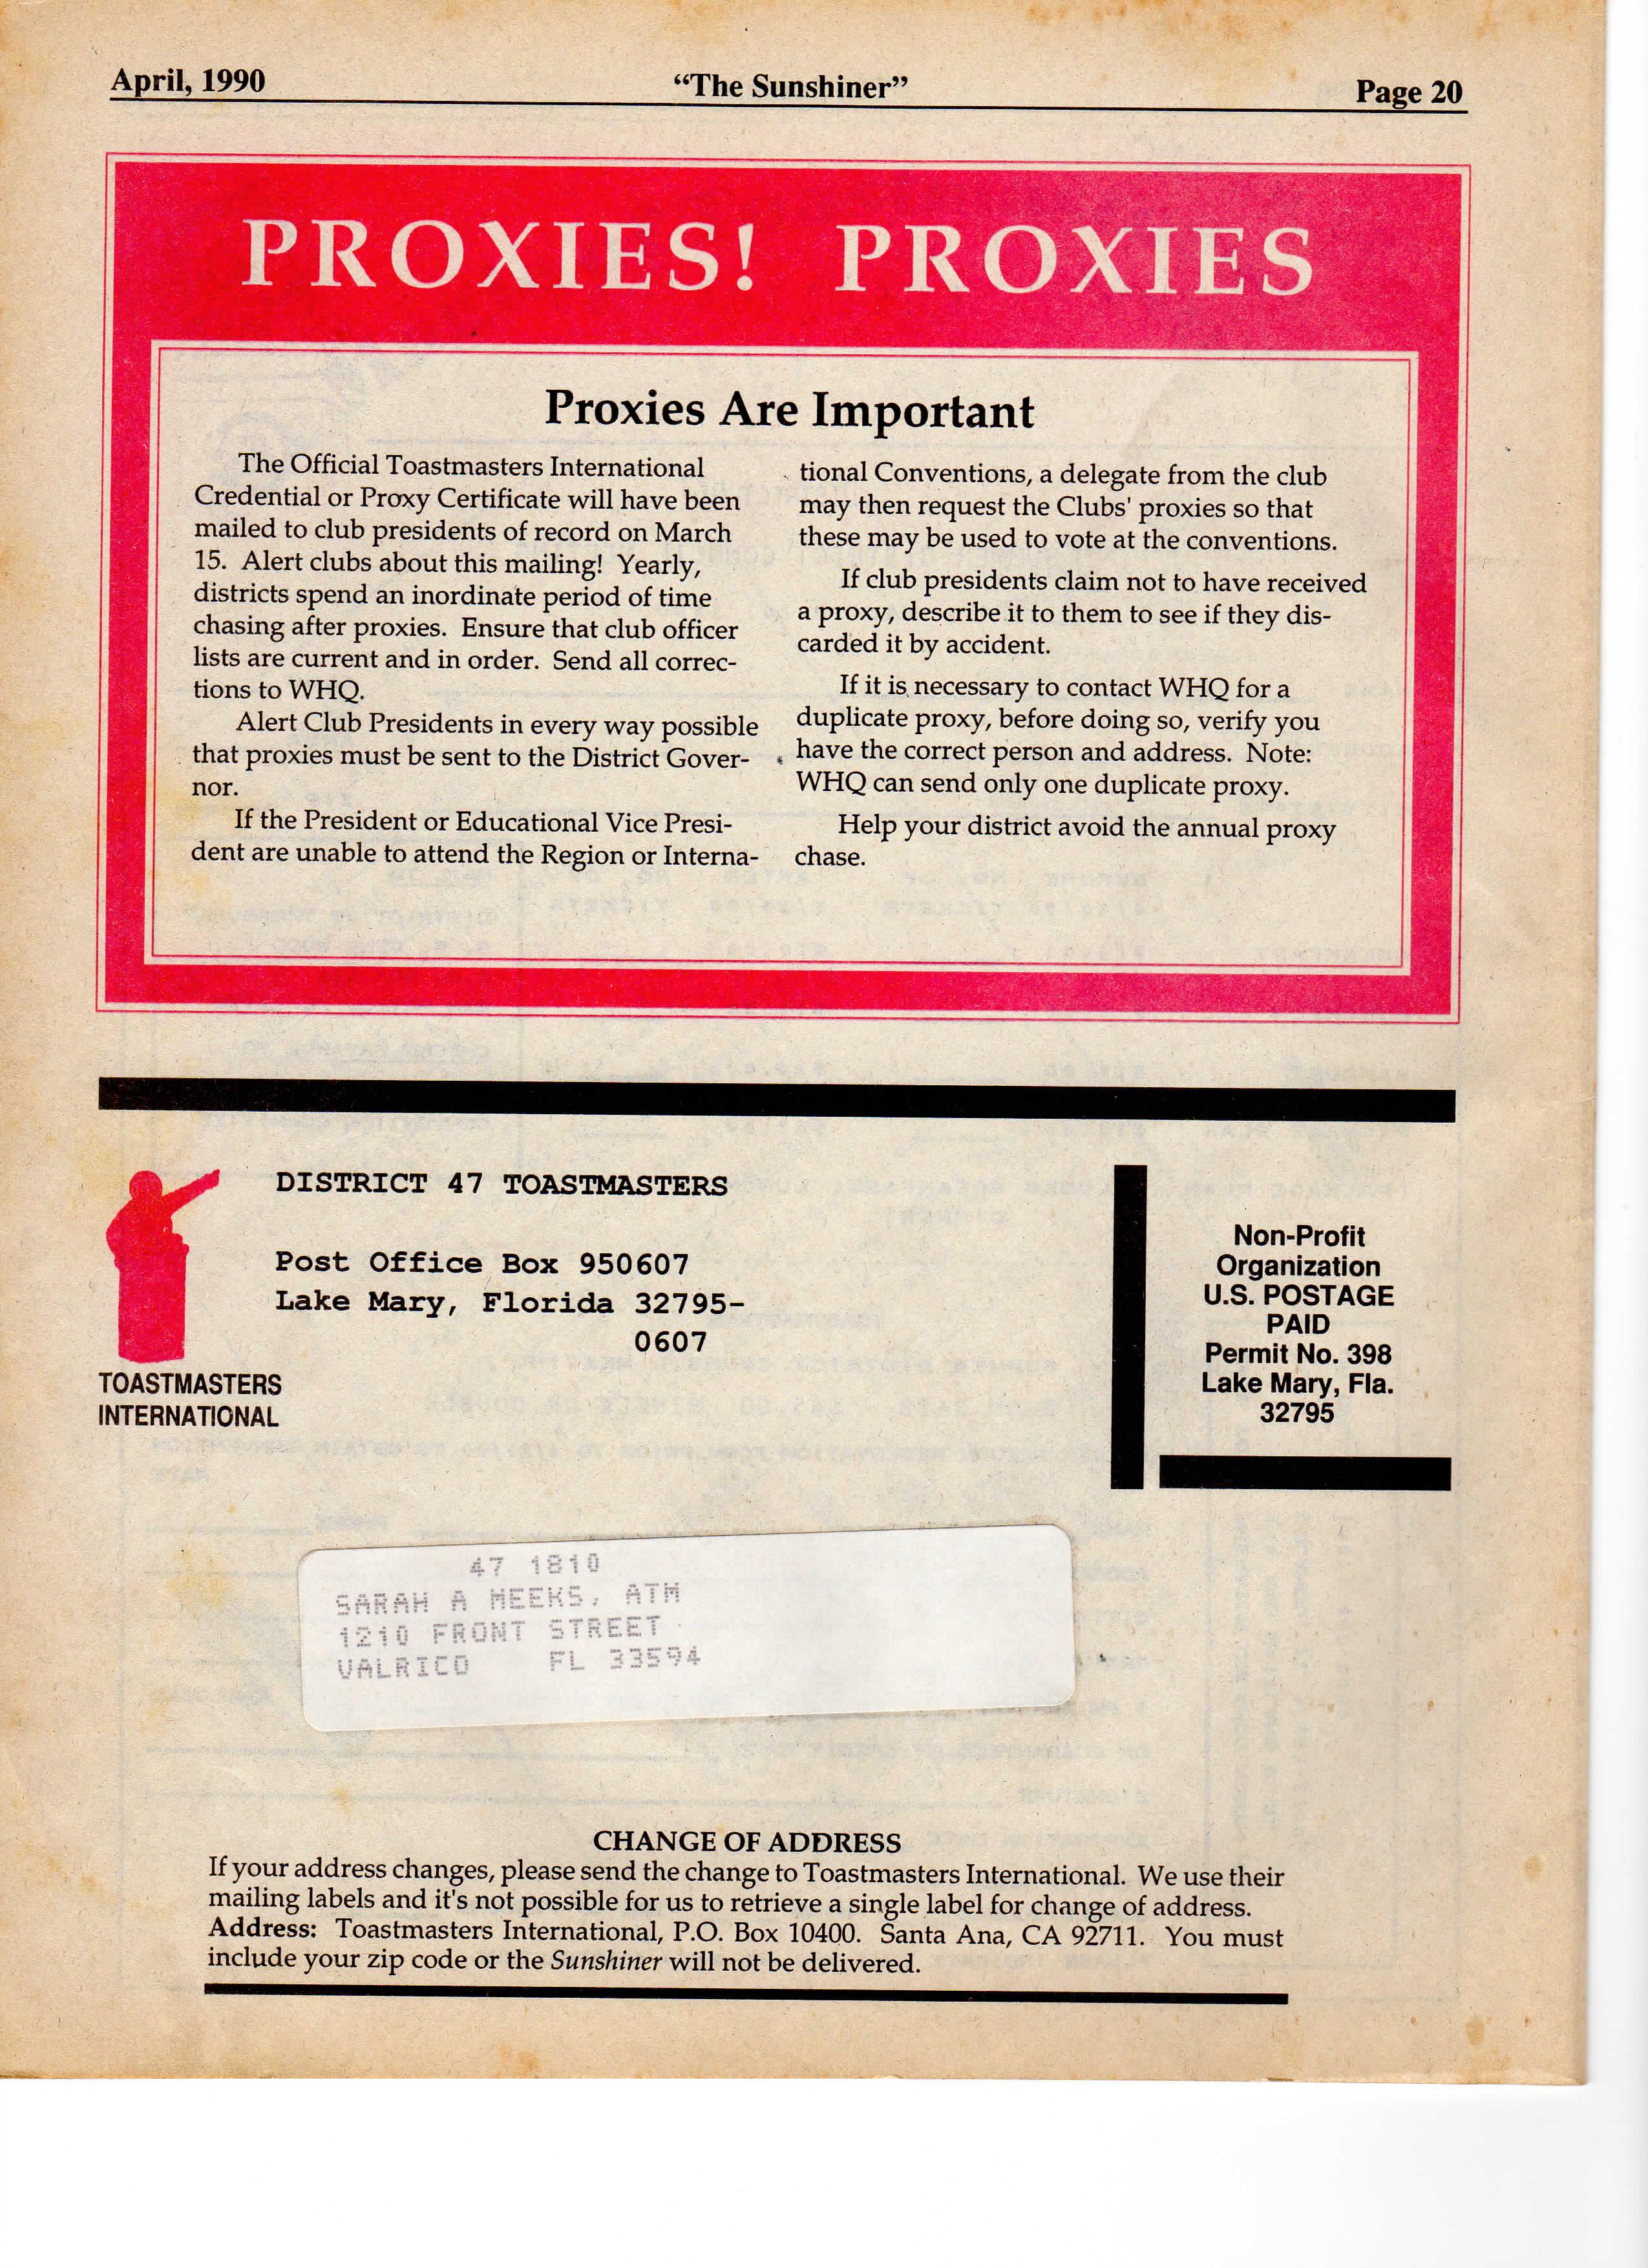 April, 1990
“The Sunshiner”
Page 20
PROXIES! PROXIES
Proxies Are Important
The Official Toastmasters International
Credential or Proxy Certificate will have been
mailed to club presidents of record on March
15. Alert clubs about this mailing! Yearly,
districts spend an inordinate period of time
chasing after proxies. Ensure that club officer
lists are current and in order. Send all correc-
tions to WHQ.
Alert Club Presidents in every way possible
that proxies must be sent to the District Gover-
nor.
If the President or Educational Vice Presi-
dent are unable to attend the Region or Interna-
tional Conventions, a delegate from the club
may then request the Clubs' proxies so that
these may be used to vote at the conventions.
If club presidents claim not to have received
a proxy, describe it to them to see if they dis-
carded it by accident.
If it is necessary to contact WHQ for a
duplicate proxy, before doing so, verify you
have the correct person and address. Note:
WHQ can send only one duplicate proxy.
Help your district avoid the annual proxy
chase.
DISTRICT 47 TOASTMASTERS
Post Office Box 950607
Lake Mary, Florida 32795-
0607
TOASTMASTERS
INTERNATIONAL
Non-Profit
Organization
U.S. POSTAGE
PAID
Permit No. 398
Lake Mary, Fla.
32795
47 1810
SARAH A MEEKS, ATM
1210 FRONT STREET
VALRICO FL 33594
CHANGE OF ADDRESS
If your address changes, please send the change to Toastmasters International. We use their
mailing labels and it's not possible for us to retrieve a single label for change of address.
Address: Toastmasters International, P.O. Box 10400. Santa Ana, CA 92711. You must
include your zip code or the Sunshiner will not be delivered.